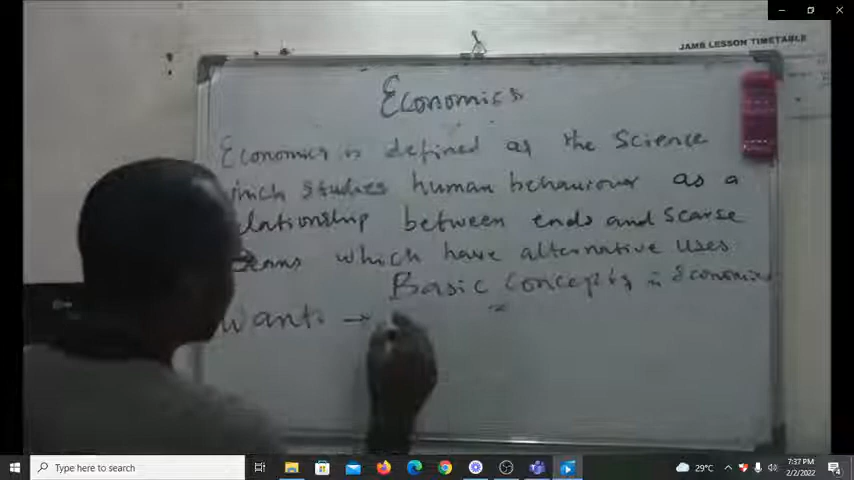 JAMB LESSON TIMETABLE
Economics
Economics is defined as the Science
which studies human behaviour as a
relationship between ends and Scarse
means which have alternative uses
Basic Concepts in Economics
Wants →
Type here to search
29°C
7:37 PM
2/2/2022